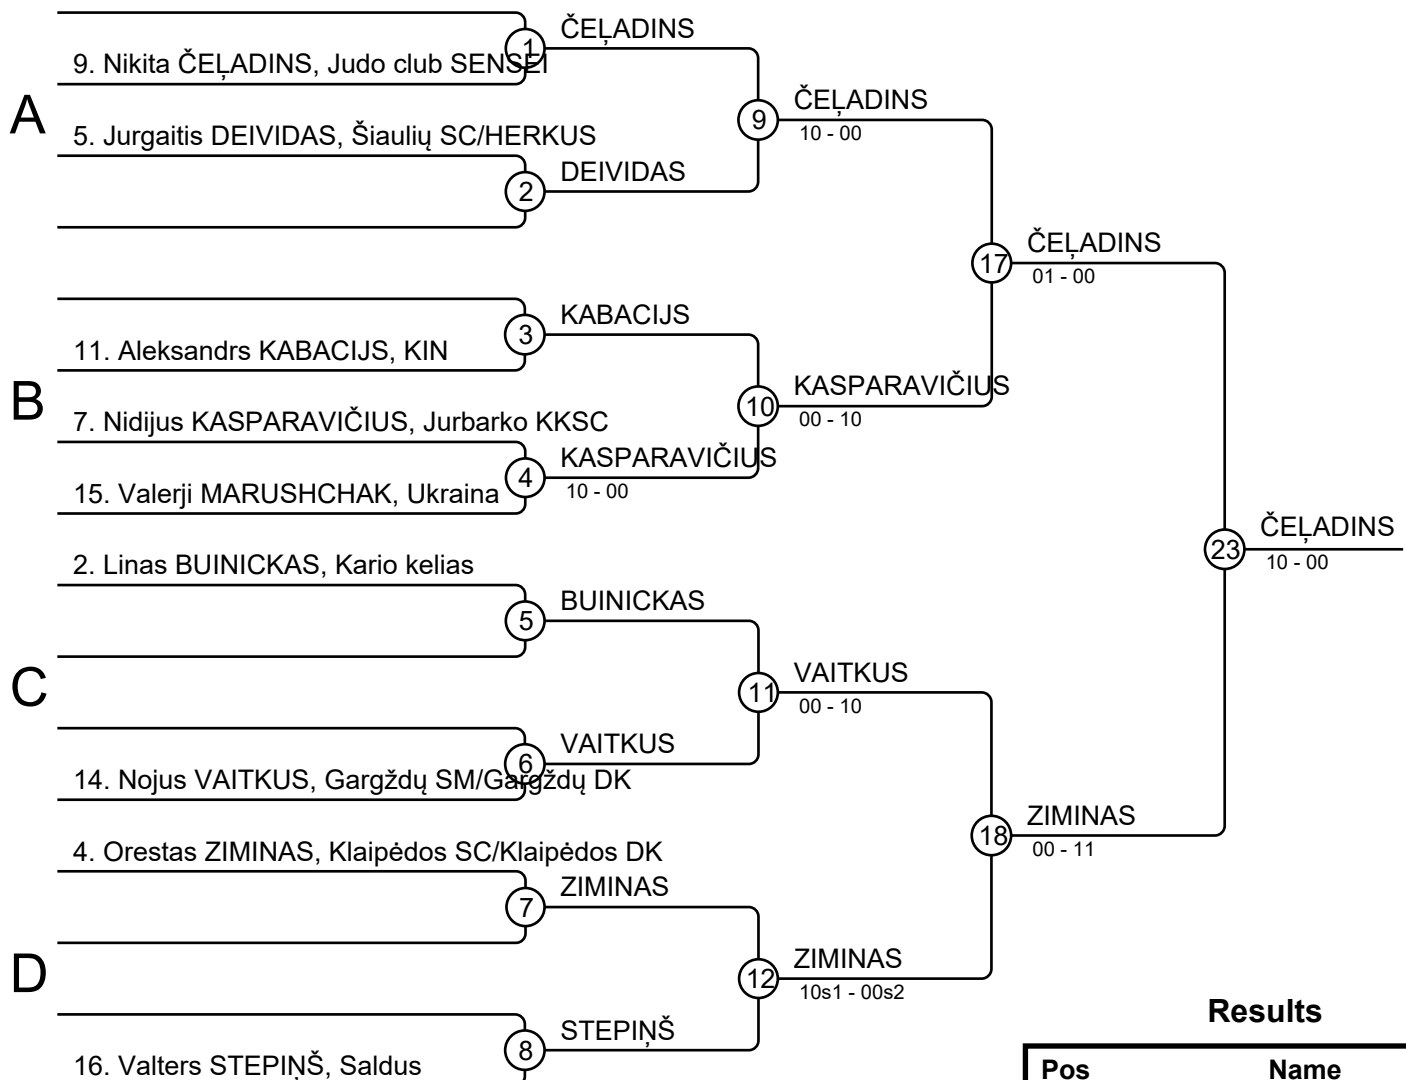 ČEĻADINS
1
9. Nikita ČEĻADINS, Judo club SENSEI
A
ČEĻADINS
9
10 - 00
5. Jurgaitis DEIVIDAS, Šiaulių SC/HERKUS
DEIVIDAS
2
ČEĻADINS
17
01 - 00
KABACIJS
3
11. Aleksandrs KABACIJS, KIN
B
KASPARAVIČIUS
10
00 - 10
7. Nidijus KASPARAVIČIUS, Jurbarko KKSC
KASPARAVIČIUS
4
10 - 00
15. Valerji MARUSHCHAK, Ukraina
ČEĻADINS
23
10 - 00
2. Linas BUINICKAS, Kario kelias
BUINICKAS
5
C
VAITKUS
11
00 - 10
VAITKUS
6
14. Nojus VAITKUS, Gargždų SM/Gargždų DK
ZIMINAS
18
00 - 11
4. Orestas ZIMINAS, Klaipėdos SC/Klaipėdos DK
ZIMINAS
7
D
ZIMINAS
12
10s1 - 00s2
STEPIŅŠ
8
16. Valters STEPIŅŠ, Saldus
Results
Pos Name